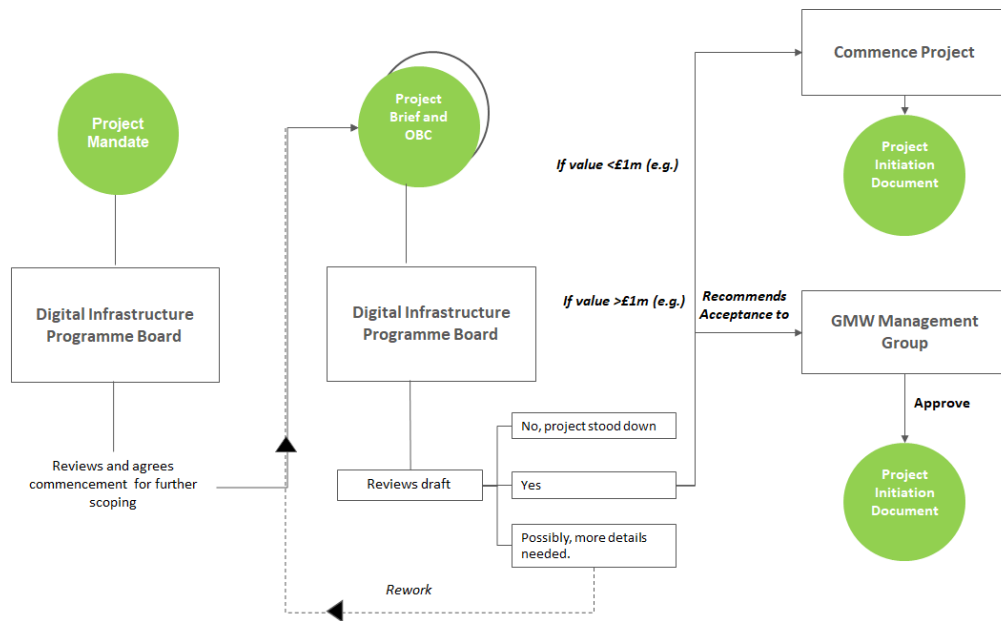 Project
Mandate
Digital Infrastructure
Programme Board
Reviews and agrees
commencement for further
scoping
Project
Brief and
OBC
Digital Infrastructure
Programme Board
Reviews draft
No, project stood down
Yes
Possibly, more details
needed.
Rework
If value <£1m (e.g.)
If value >£1m (e.g.)
Recommends
Acceptance to
Commence Project
Project
Initiation
Document
GMW Management
Group
Approve
Project
Initiation
Document